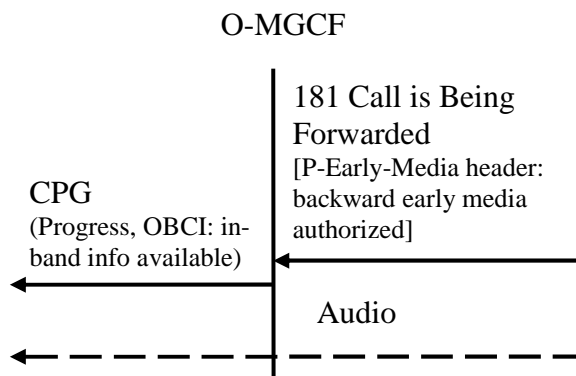 O-MGCF
181 Call is Being
Forwarded
[P-Early-Media header:
backward early media
authorized]
CPG
(Progress, OBCI: in-
band info available)
Audio